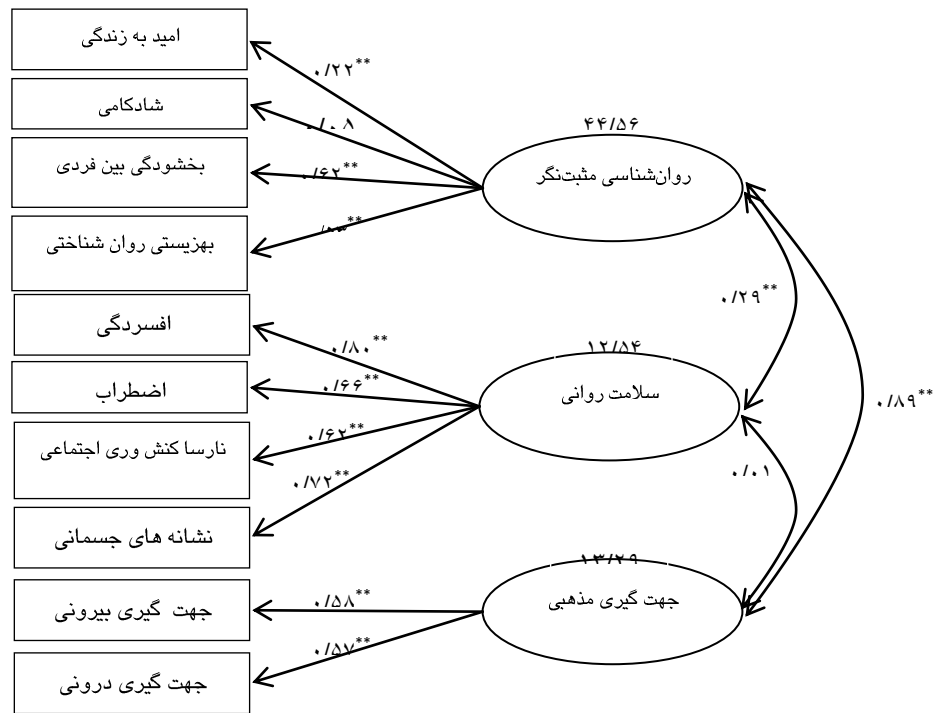 امید به زندگی
۰/۲۲**
شادکامی
۰/۰۸
۴۴/۵۶
بخشودگی بین فردی
۰/۶۲**
روان‌شناسی مثبت‌نگر
بهزیستی روان شناختی
۰/۲۹**
افسردگی
۰/۸۰**
۱۲/۵۴
اضطراب
۰/۶۶**
سلامت روانی
۰/۸۹**
نارسا کنش وری اجتماعی
۰/۶۲**
۰/۰۱
۰/۷۲**
نشانه های جسمانی
۱۳/۲۹
جهت گیری بیرونی
۰/۵۸**
جهت گیری مذهبی
۰/۵۷**
جهت گیری درونی